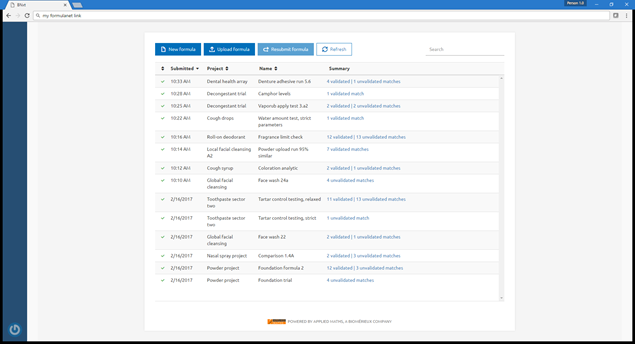 Person 1.0
my.formulanet.link
New Formula Upload Formula Resubmit Formula Refresh Search
Submitted Project Name Summary
10:33 AM Dental health array Denture adhesive run 5.6 4 validated | 1 unvalidated matches
10:28 AM Decongestant trial Camphor levels 1 validated match
10:25 AM Decongestant trial Vaporub apply test 3.a2 2 validated | 2 unvalidated matches
10:22 AM Cough drops Water amount test, strict parameters 1 validated match
10:16 AM Roll-on deodorant Fragrance limit check 12 validated | 13 unvalidated matches
10:14 AM Local facial cleansing A2 Powder upload run 95% similar 7 validated matches
10:12 AM Cough syrup Coloration analytic 2 validated | 1 unvalidated matches
10:10 AM Global facial cleansing Face wash 24a 4 unvalidated matches
2/16/2017 Toothpaste sector two Tartar control testing, relaxed 11 validated | 13 unvalidated matches
2/16/2017 Toothpaste sector two Tartar control testing, strict 1 unvalidated match
2/16/2017 Global facial cleansing Face wash 22 2 validated | 1 unvalidated matches
2/16/2017 Nasal spray project Comparison 1.4A 2 validated | 3 unvalidated matches
2/16/2017 Powder project Foundation formula 2 12 validated | 3 unvalidated matches
2/16/2017 Powder project Foundation trial 4 unvalidated matches
POWERED BY APPLIED MATHS, A BIOMÉRIEUX COMPANY